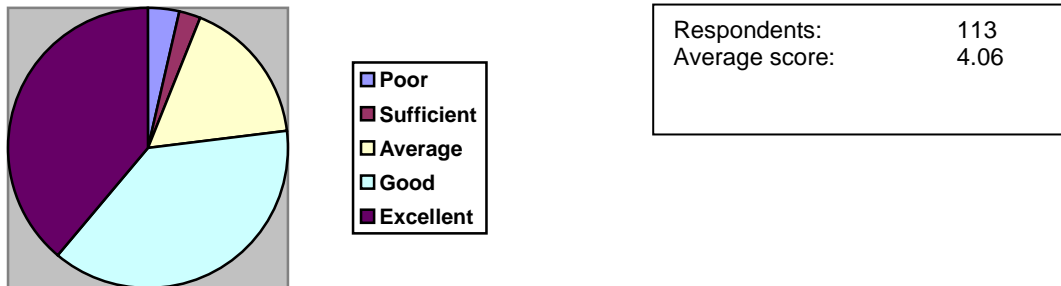 Poor
Sufficient
Average
Good
Excellent
Respondents: 113
Average score: 4.06